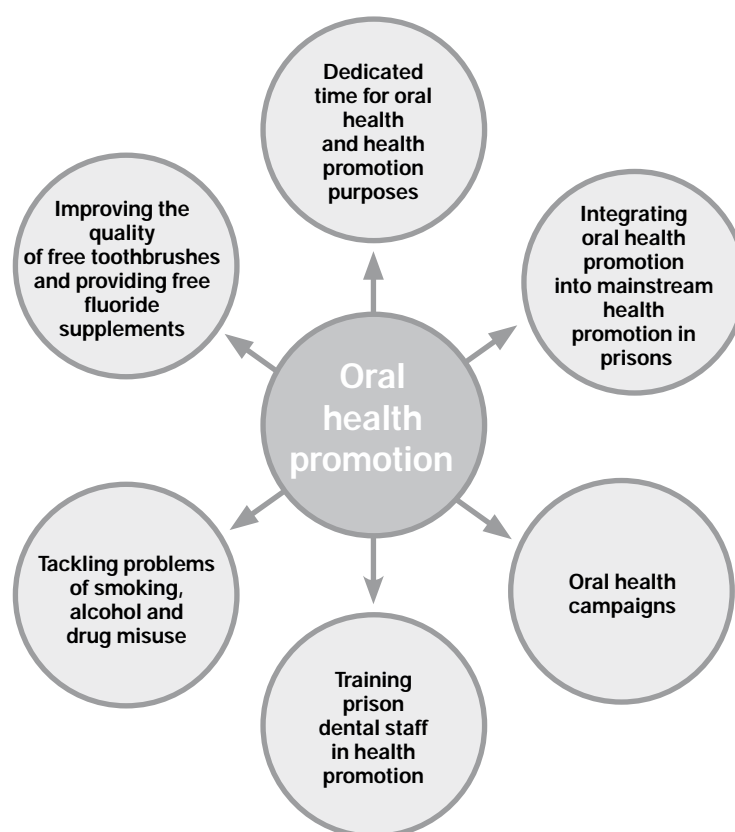 Dedicated
time for oral
health
and health
promotion
purposes
Improving the
quality
of free toothbrushes
and providing free
fluoride
supplements
Integrating
oral health
promotion
into mainstream
health
promotion in
prisons
Oral
health
promotion
Tackling problems
of smoking,
alcohol and
drug misuse
Oral health
campaigns
Training
prison
dental staff
in health
promotion